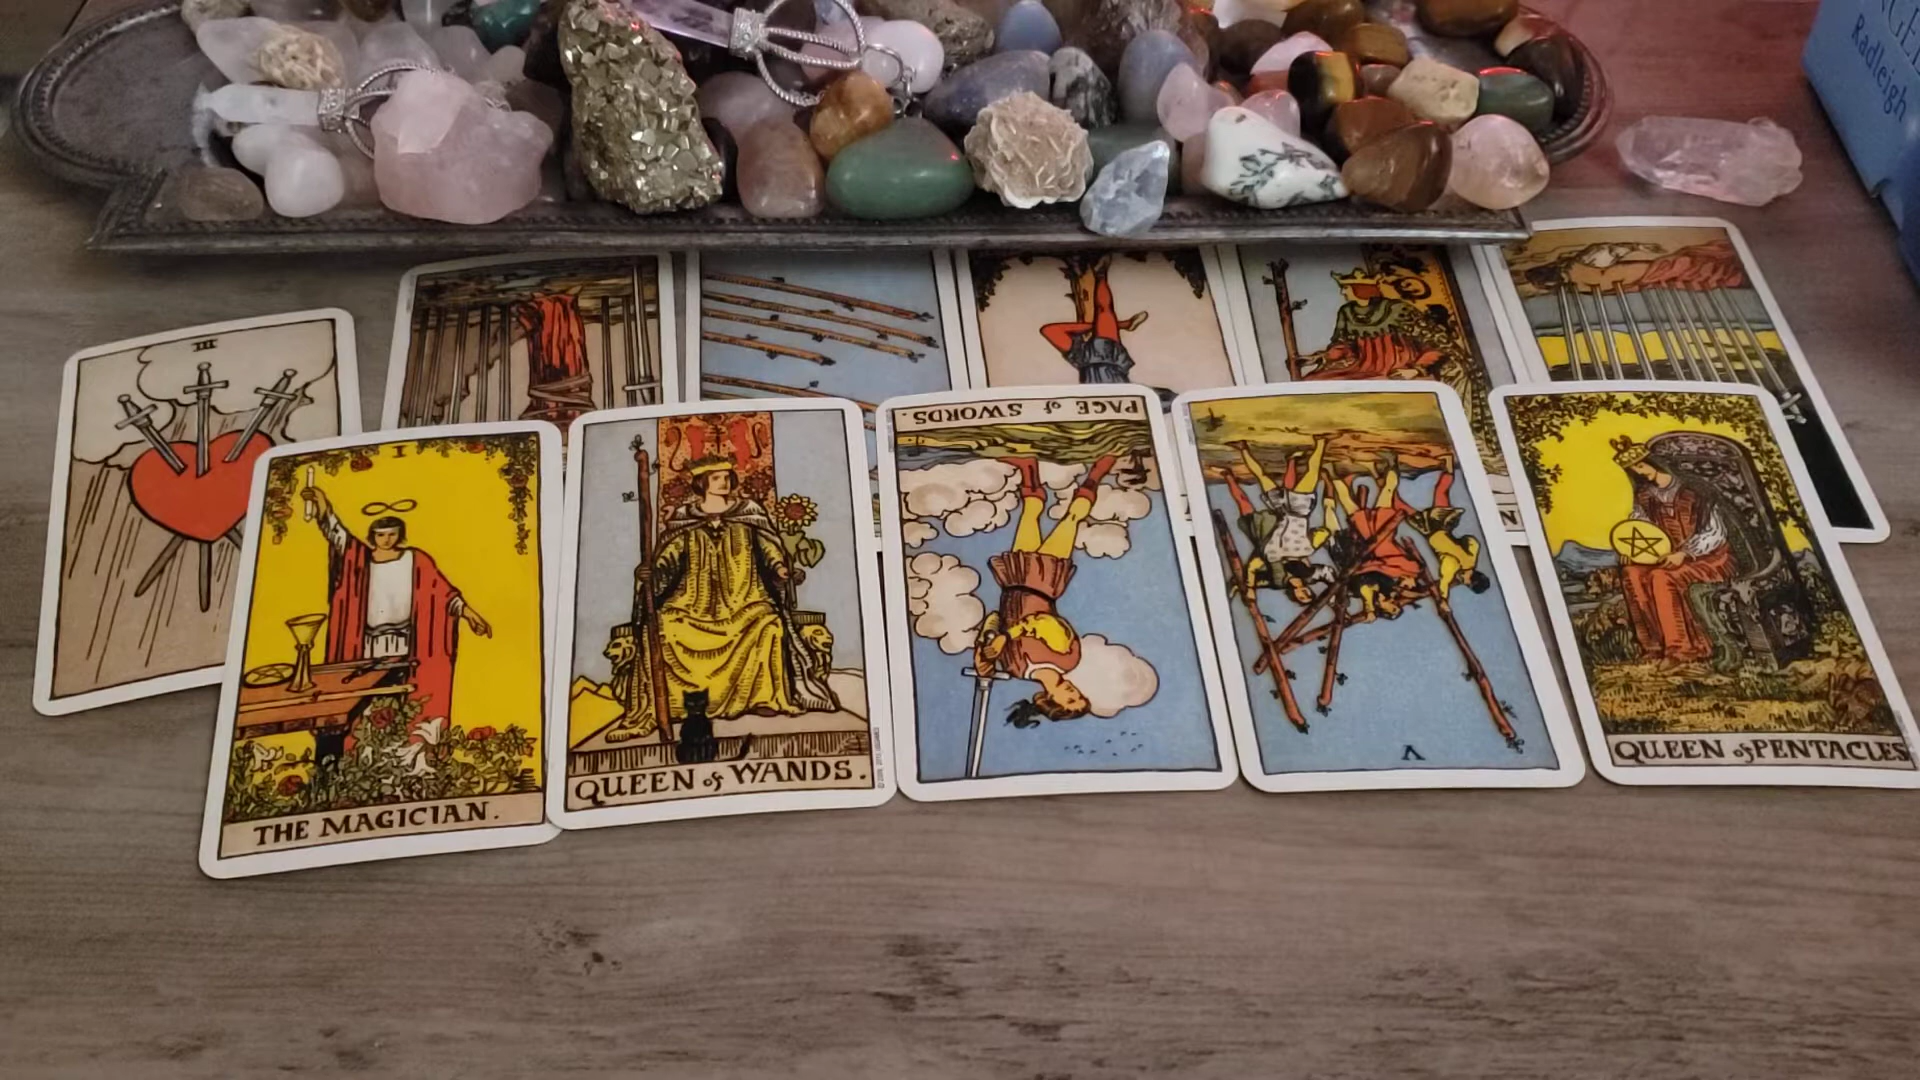 Radleigh
III
I
THE MAGICIAN.
QUEEN of WANDS.
PAGE of SWORDS.
V
QUEEN of PENTACLES